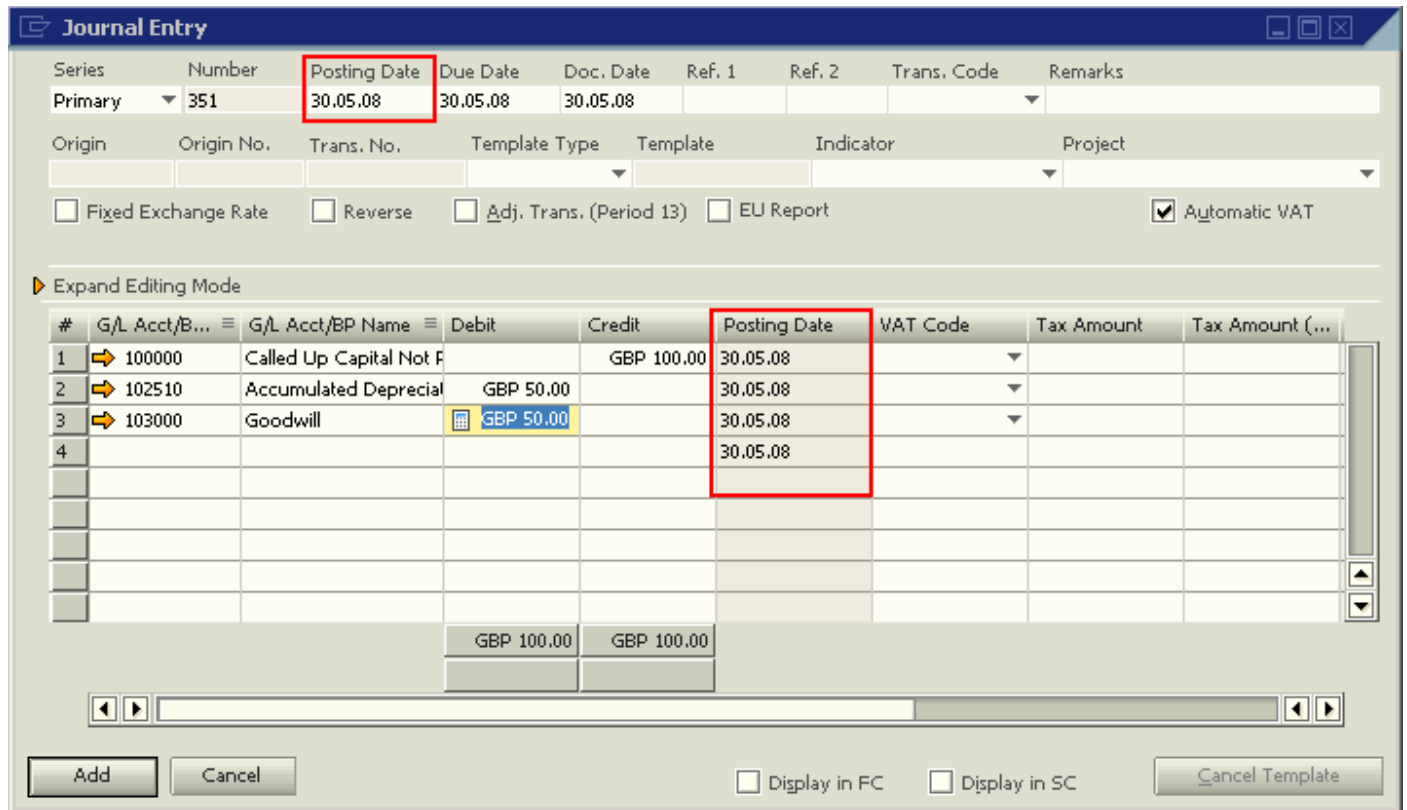 Journal Entry
Series Number Posting Date Due Date Doc. Date Ref. 1 Ref. 2 Trans. Code Remarks
Primary 351 30.05.08 30.05.08 30.05.08
Origin Origin No. Trans. No. Template Type Template Indicator Project
Fixed Exchange Rate Reverse Adj. Trans. (Period 13) EU Report Automatic VAT
Expand Editing Mode
# G/L Acct/B... G/L Acct/BP Name Debit Credit Posting Date VAT Code Tax Amount Tax Amount (...
1 100000 Called Up Capital Not P GBP 100.00 30.05.08
2 102510 Accumulated Depreciat GBP 50.00 30.05.08
3 103000 Goodwill GBP 50.00 30.05.08
4 30.05.08
GBP 100.00 GBP 100.00
Add Cancel Display in FC Display in SC Cancel Template